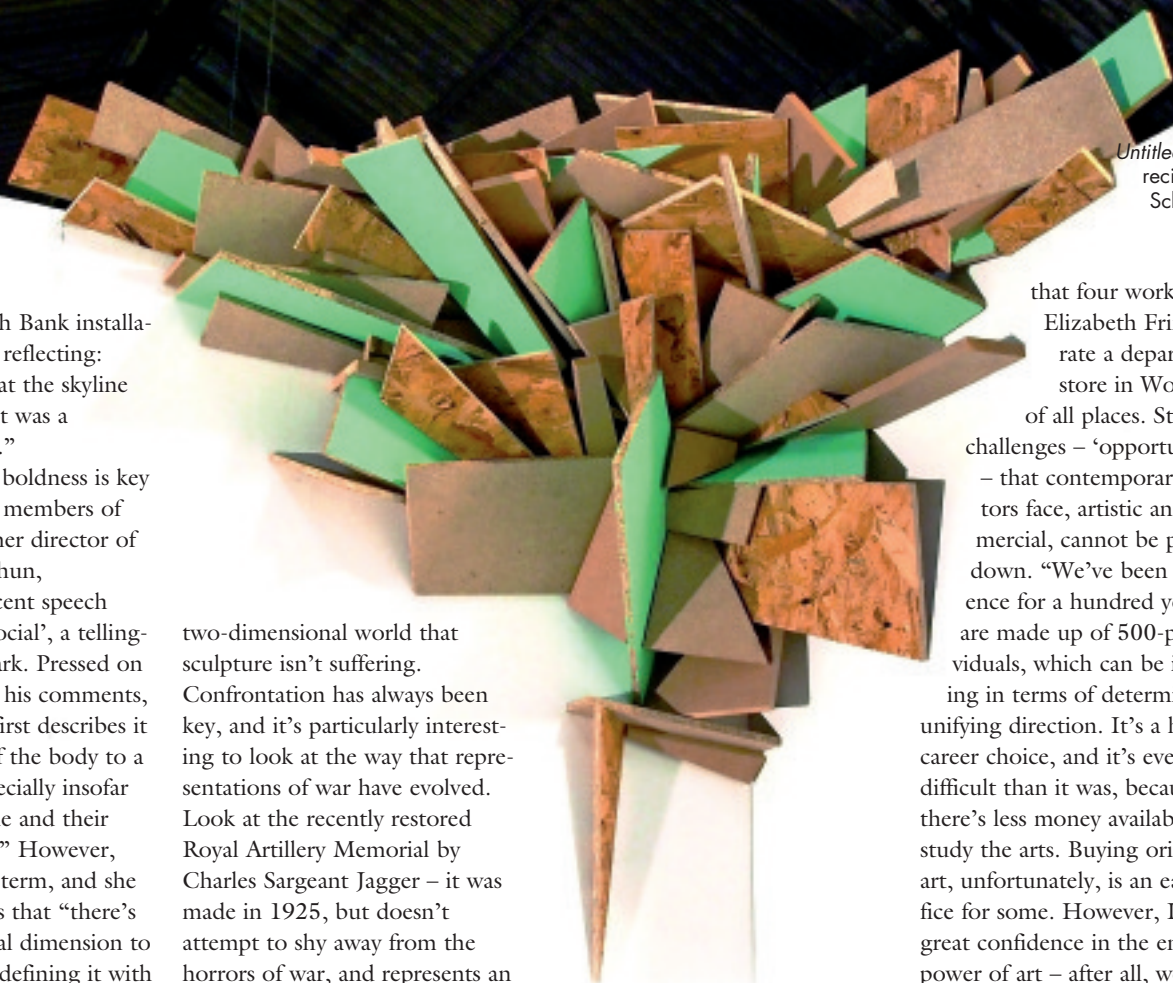 h Bank installa-
reflecting:
at the skyline
t was a
.”
boldness is key
members of
ner director of
hun,
cent speech
ocial’, a telling-
ark. Pressed on
his comments,
first describes it
f the body to a
ecially insofar
e and their
” However,
term, and she
s that “there’s
al dimension to
defining it with
two-dimensional world that
sculpture isn’t suffering.
Confrontation has always been
key, and it’s particularly interest-
ing to look at the way that repre-
sentations of war have evolved.
Look at the recently restored
Royal Artillery Memorial by
Charles Sargeant Jagger – it was
made in 1925, but doesn’t
attempt to shy away from the
horrors of war, and represents an
Untitle
reci
Scl
that four work
Elizabeth Fri
rate a depar
store in Wo
of all places. St
challenges – ‘opportu
– that contemporar
tors face, artistic an
mercial, cannot be p
down. “We’ve been
ence for a hundred ye
are made up of 500-p
viduals, which can be i
ing in terms of determi
unifying direction. It’s a h
career choice, and it’s eve
difficult than it was, becau
there’s less money availab
study the arts. Buying ori
art, unfortunately, is an ea
fice for some. However, I
great confidence in the en
power of art – after all, w